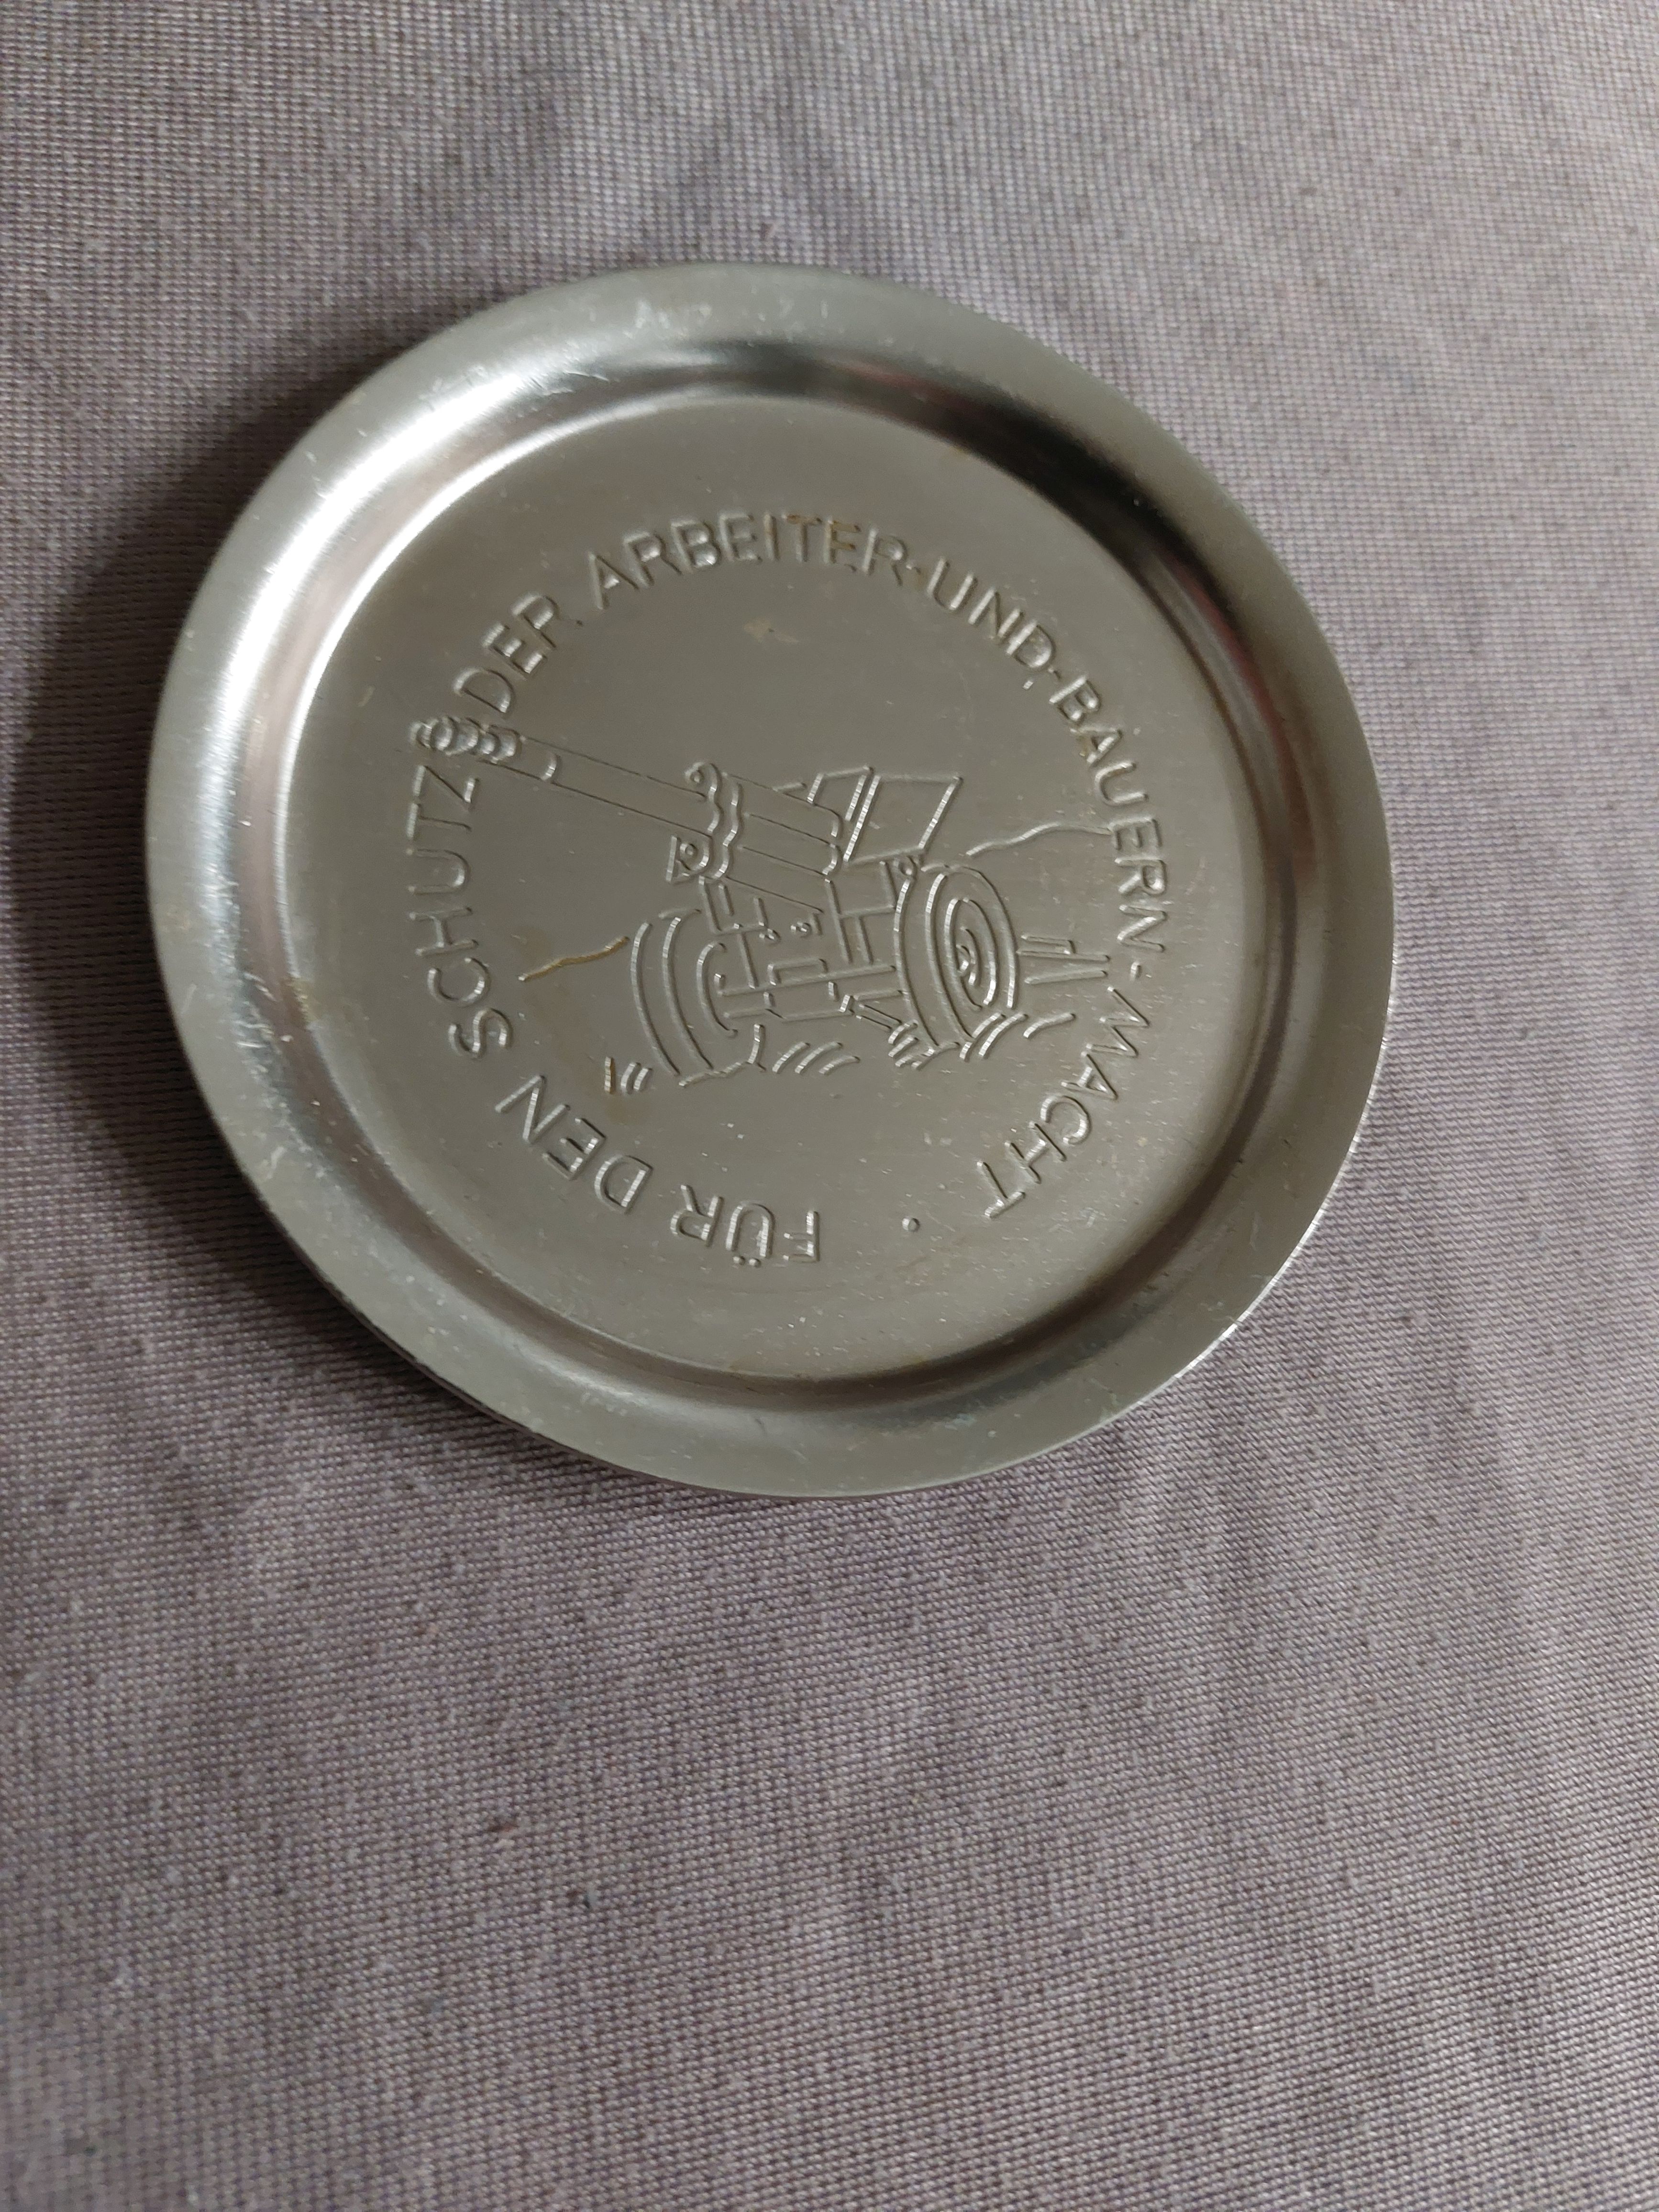 FÜR DEN SCHUTZ DER ARBEITER-UND-BAUERN-MACHT •